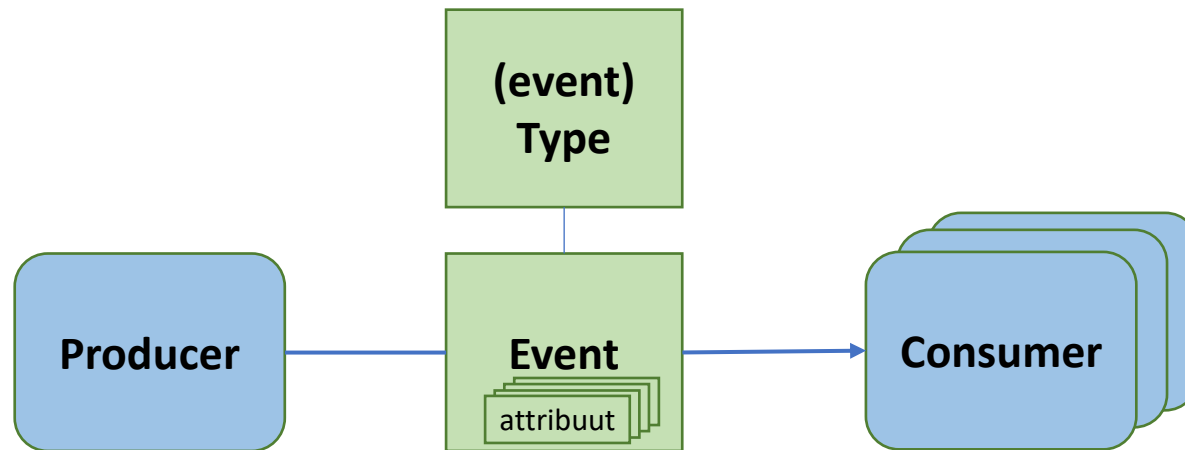 (event)
Type
Producer
Event
attribuut
Consumer